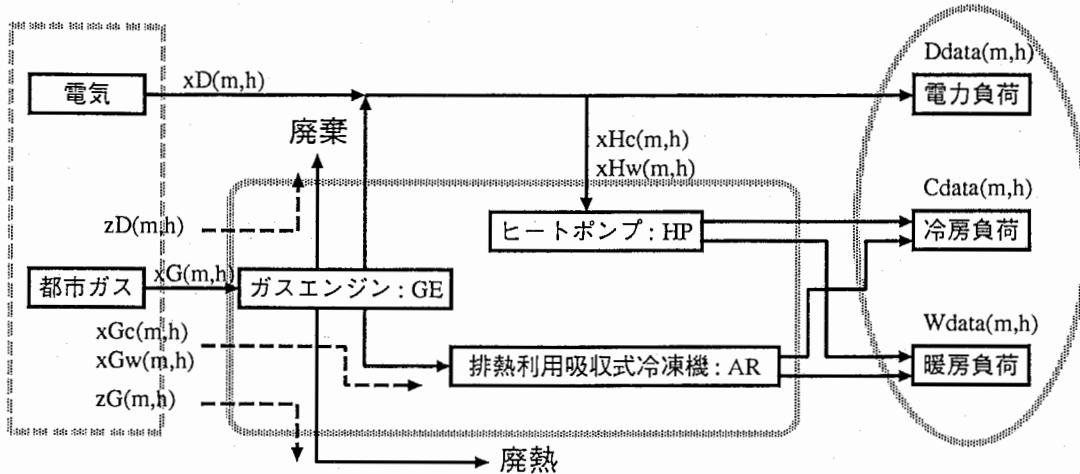 Ddata(m,h)
電気
xD(m,h)
電力負荷
廃棄
xHc(m,h)
xHw(m,h)
Cdata(m,h)
zD(m,h)
ヒートポンプ : HP
冷房負荷
都市ガス
xG(m,h)
ガスエンジン : GE
xGc(m,h)
xGw(m,h)
Wdata(m,h)
排熱利用吸収式冷凍機 : AR
暖房負荷
zG(m,h)
廃熱